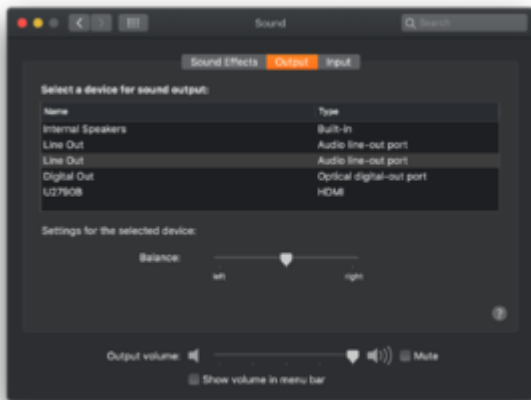 Sound
Search
Sound Effects Output Input
Select a device for sound output:
Name Type
Internal Speakers Built-in
Line Out Audio line-out port
Line Out Audio line-out port
Digital Out Optical digital-out port
U2790B HDMI
Settings for the selected device:
Balance:
left right
?
Output volume: Mute
Show volume in menu bar